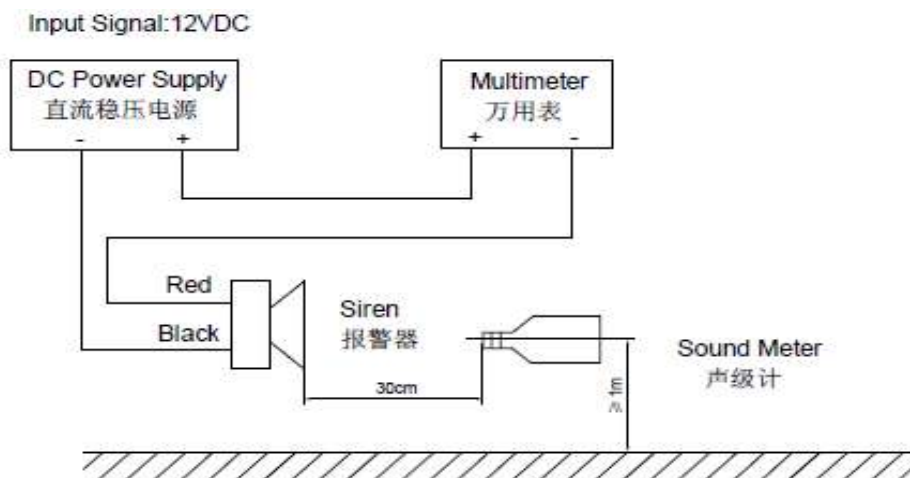 Input Signal:12VDC
DC Power Supply
直流稳压电源
- +
Multimeter
万用表
+ -
Red
Black
Siren
报警器
30cm
Sound Meter
声级计
≥1m